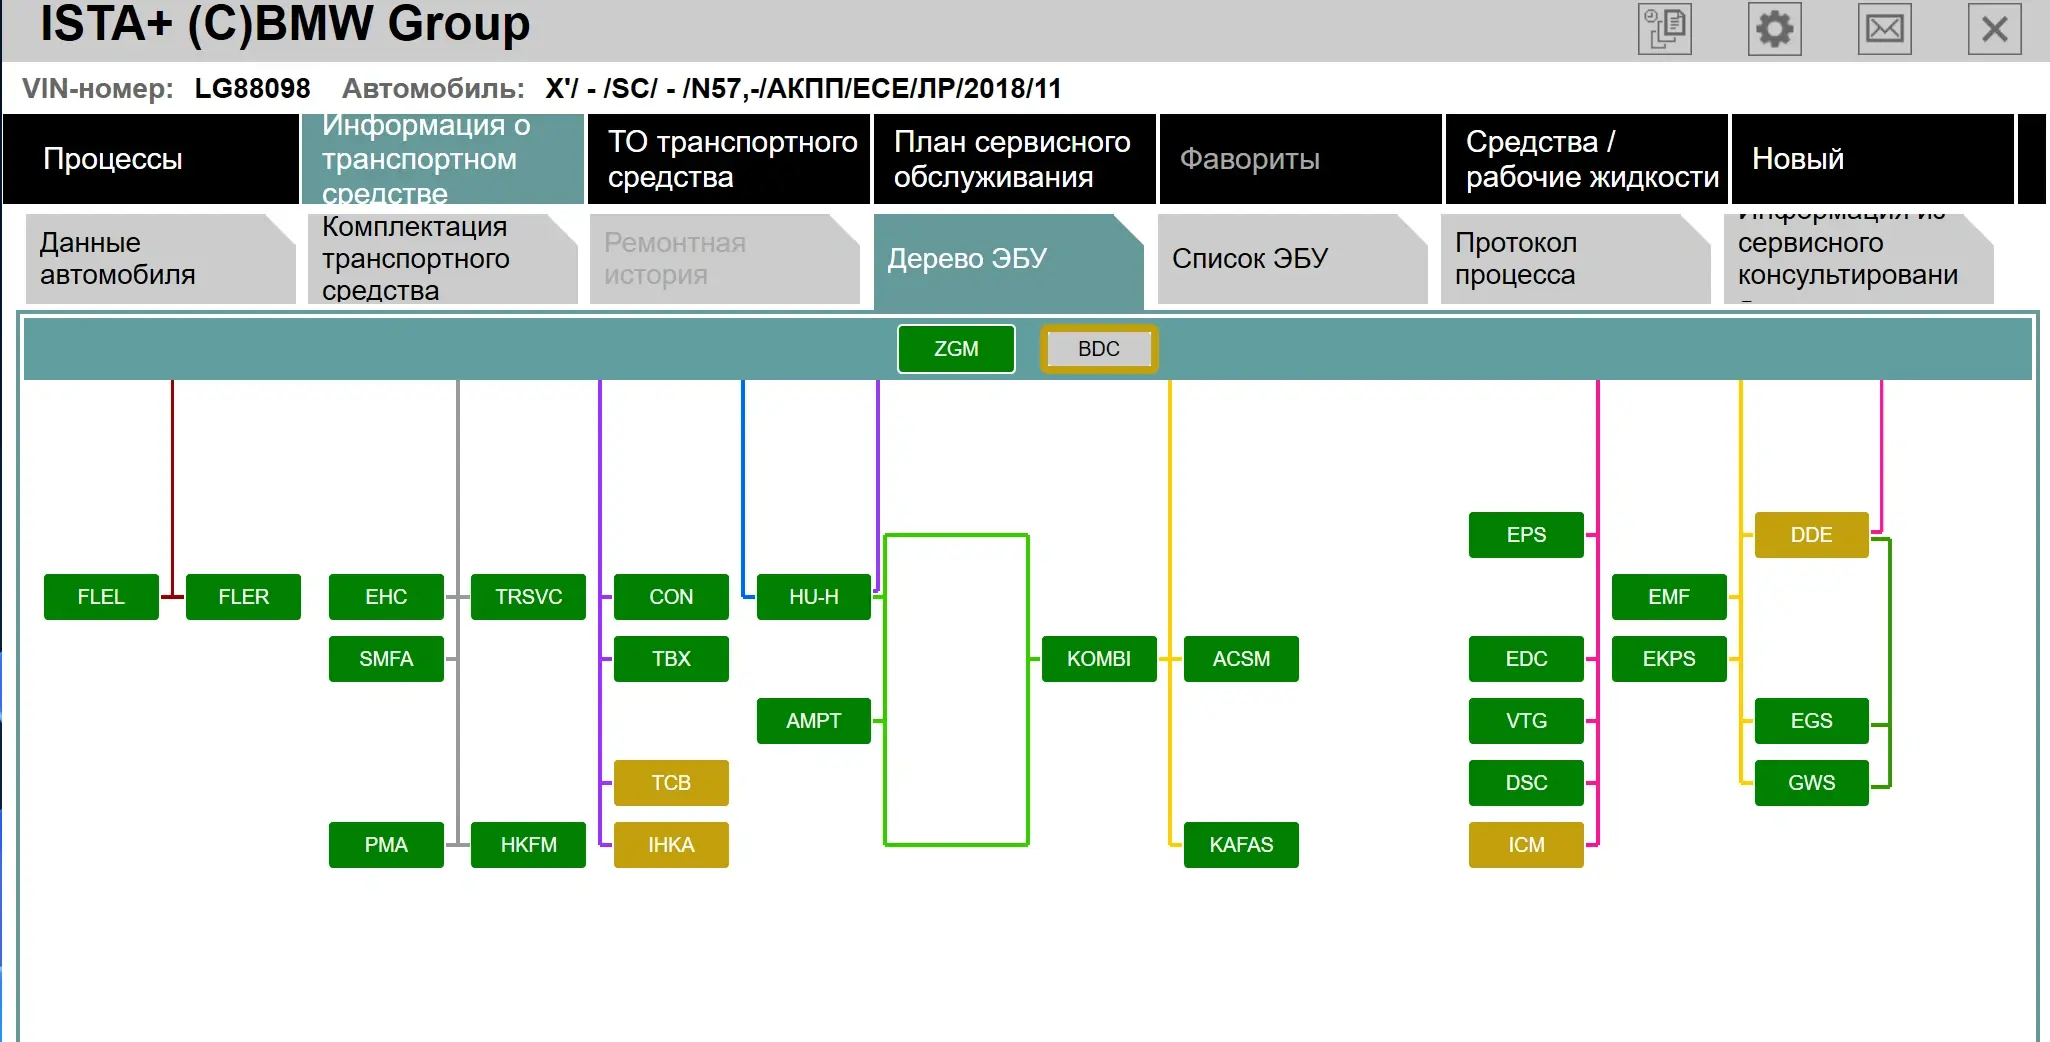 ISTA+ (C)BMW Group
VIN-номер: LG88098 Автомобиль: X'/ - /SC/ - /N57,-/АКПП/ECE/ЛР/2018/11
Процессы
Информация о
транспортном
средстве
ТО транспортного
средства
План сервисного
обслуживания
Фавориты
Средства /
рабочие жидкости
Новый
Данные
автомобиля
Комплектация
транспортного
средства
Ремонтная
история
Дерево ЭБУ
Список ЭБУ
Протокол
процесса
Информация из
сервисного
консультировани
ZGM BDC
EPS DDE
FLEL FLER EHC TRSVC CON HU-H EMF
SMFA TBX KOMBI ACSM EDC EKPS
AMPT VTG EGS
TCB DSC GWS
PMA HKFM IHKA KAFAS ICM